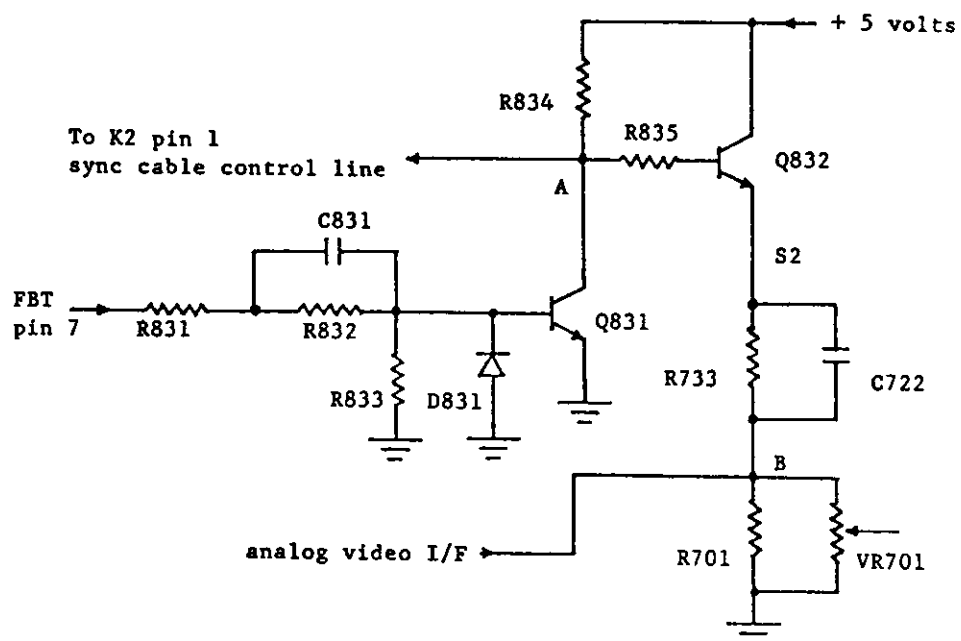 + 5 volts
R834
R835
To K2 pin 1
sync cable control line
A
Q832
C831
S2
FBT
pin 7
R831
R832
Q831
R833
D831
R733
C722
B
analog video I/F
R701
VR701